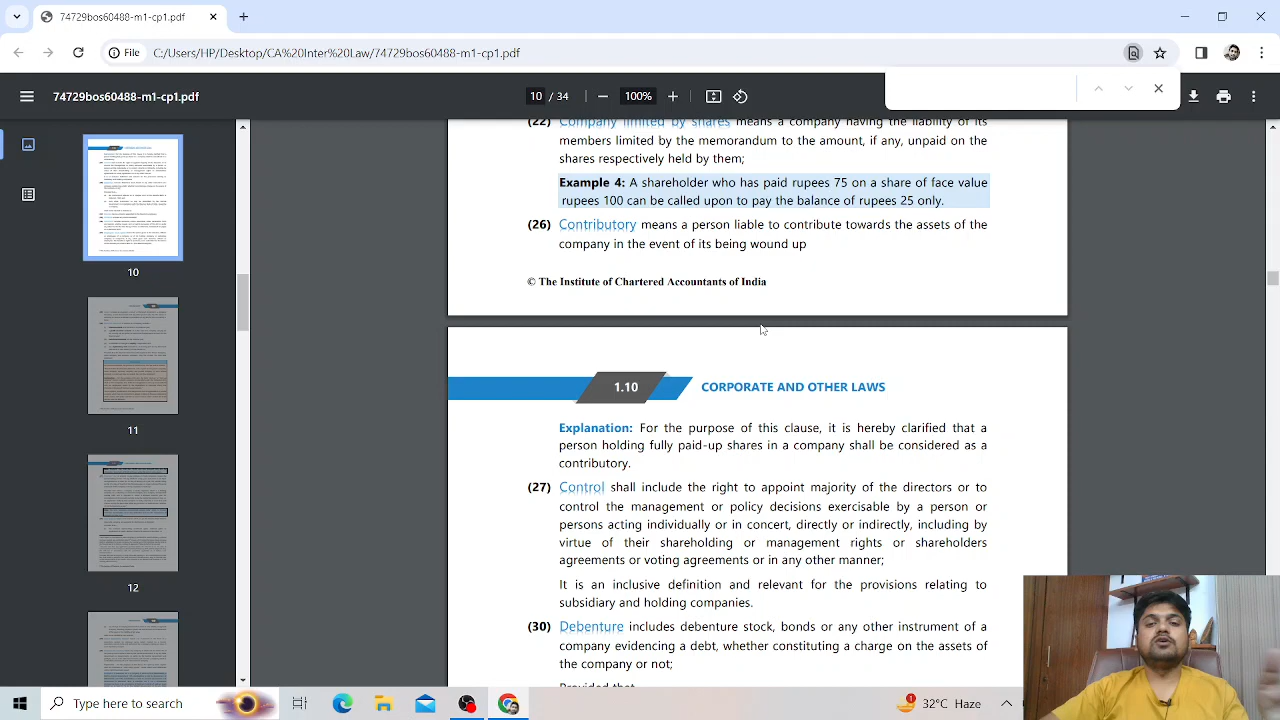 74729bos60488-m1-cp1.pdf
File C:/Users/HP/Desktop/CA%20Inter%20Law/74729bos60488-m1-cp1.pdf
74729bos60488-m1-cp1.pdf
10 / 34
100%
(22) Company limited by shares means a company having the liability of its
members limited by the memorandum to the amount, if any, unpaid on the
shares respectively held by them;
Example 4: A shareholder who has paid rupees 75 on a share of face value
rupees 100 can be called upon to pay the balance of rupees 25 only.
(26) Contributory means a person liable to contribute towards the assets of the
company in the event of its being wound up.
© The Institute of Chartered Accountants of India
1.10
CORPORATE AND OTHER LAWS
Explanation: For the purpose of this clause, it is hereby clarified that a
person holding fully paid-up shares in a company shall be considered as a
contributory.
(27) Control shall include the right to appoint majority of the directors or to
control the management or policy decisions exercisable by a person or
persons acting individually or in concert, directly or indirectly, including by
virtue of their shareholding or management rights or shareholders
agreements or voting agreements or in any other manner;
It is an inclusive definition and relevant for the provisions relating to
subsidiary and holding companies.
Debenture includes debenture stock, bonds or any other instrument of a
company evidencing a debt, whether constituting a charge on the assets of
the company or not:
10
11
12
Type here to search
32°C Haze